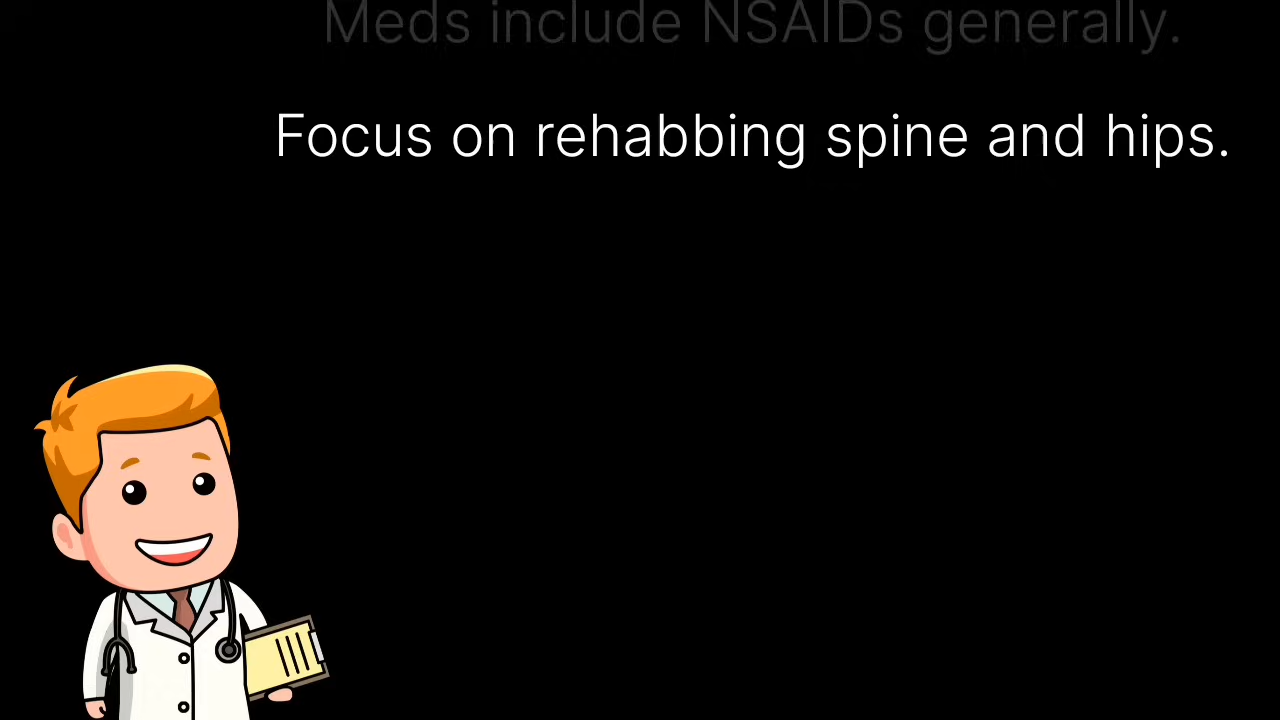 Meds include NSAIDs generally.
Focus on rehabbing spine and hips.